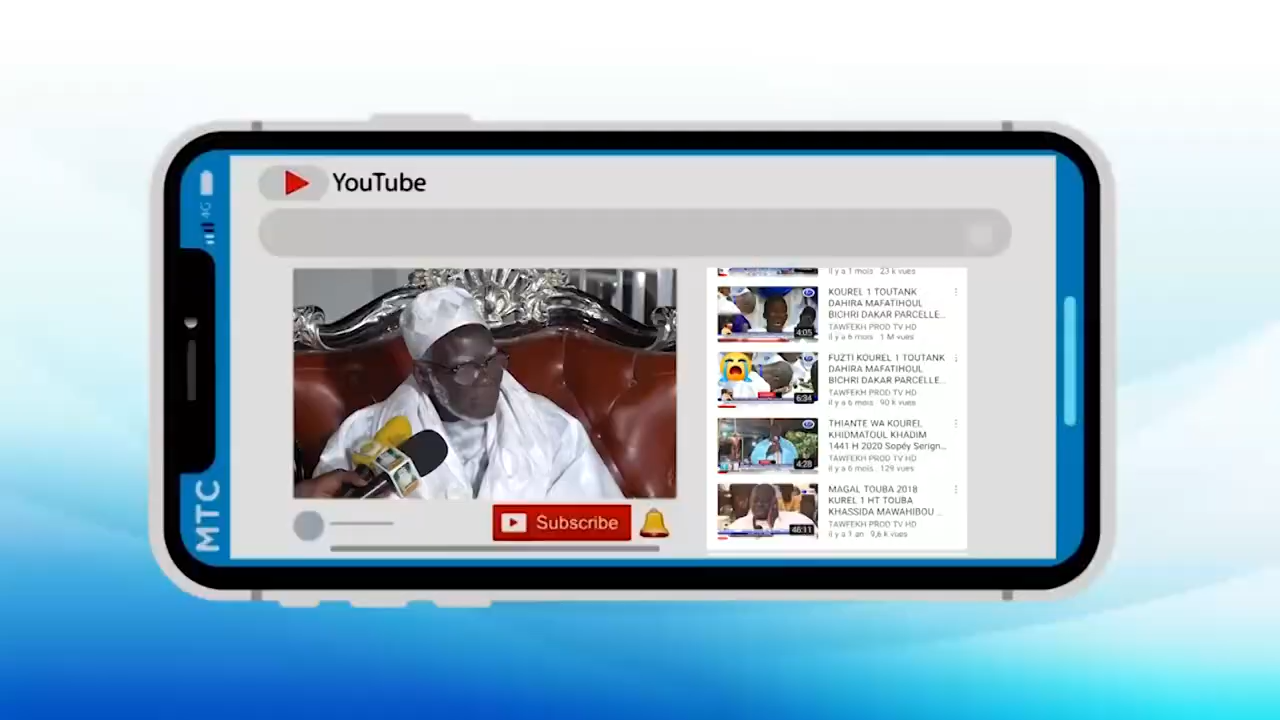 YouTube
4G
MTC
Subscribe
il y a 1 mois · 23 k vues
KOUREL 1 TOUTANK
DAHIRA MAFATIHOUL
BICHRI DAKAR PARCELLE...
TAWFEKH PROD TV HD
il y a 6 mois · 1 M vues
4:05
FUZTI KOUREL 1 TOUTANK
DAHIRA MAFATIHOUL
BICHRI DAKAR PARCELLE...
TAWFEKH PROD TV HD
il y a 6 mois · 90 k vues
6:34
THIANTE WA KOUREL
KHIDMATOUL KHADIM
1441 H 2020 Sopéy Serign...
TAWFEKH PROD TV HD
il y a 6 mois · 129 vues
4:28
MAGAL TOUBA 2018
KUREL 1 HT TOUBA
KHASSIDA MAWAHIBOU ...
TAWFEKH PROD TV HD
il y a 1 an · 9,6 k vues
46:11